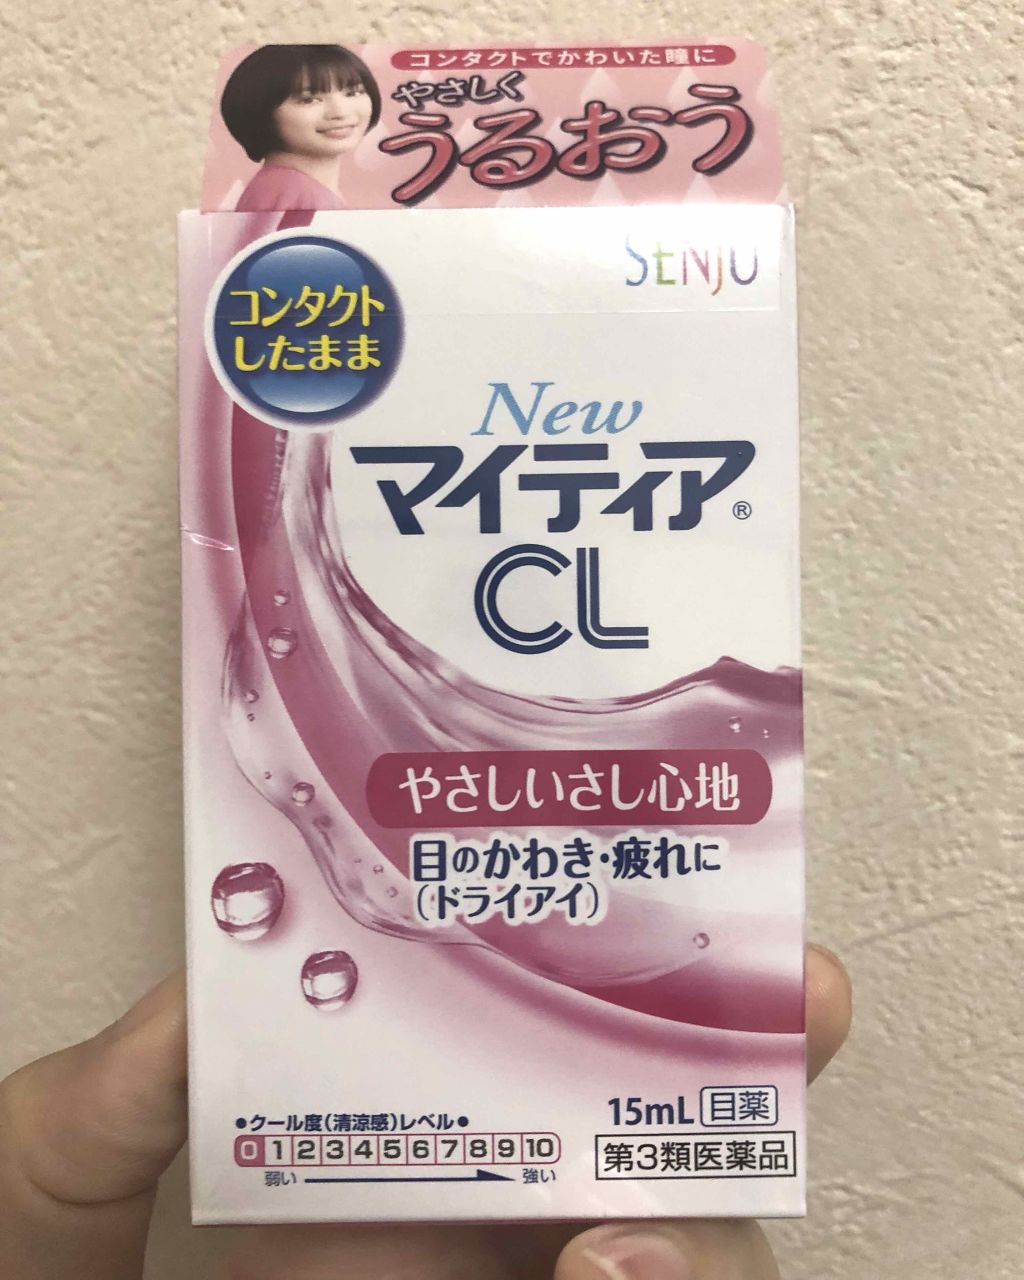 コンタクトでかわいた瞳に
やさしく
うるおう
SENJU
コンタクト
したまま
New
マイティア®
CL
やさしいさし心地
目のかわき・疲れに
(ドライアイ)
15mL 目薬
第3類医薬品
•クール度(清涼感)レベル•
0 1 2 3 4 5 6 7 8 9 10
弱い 強い